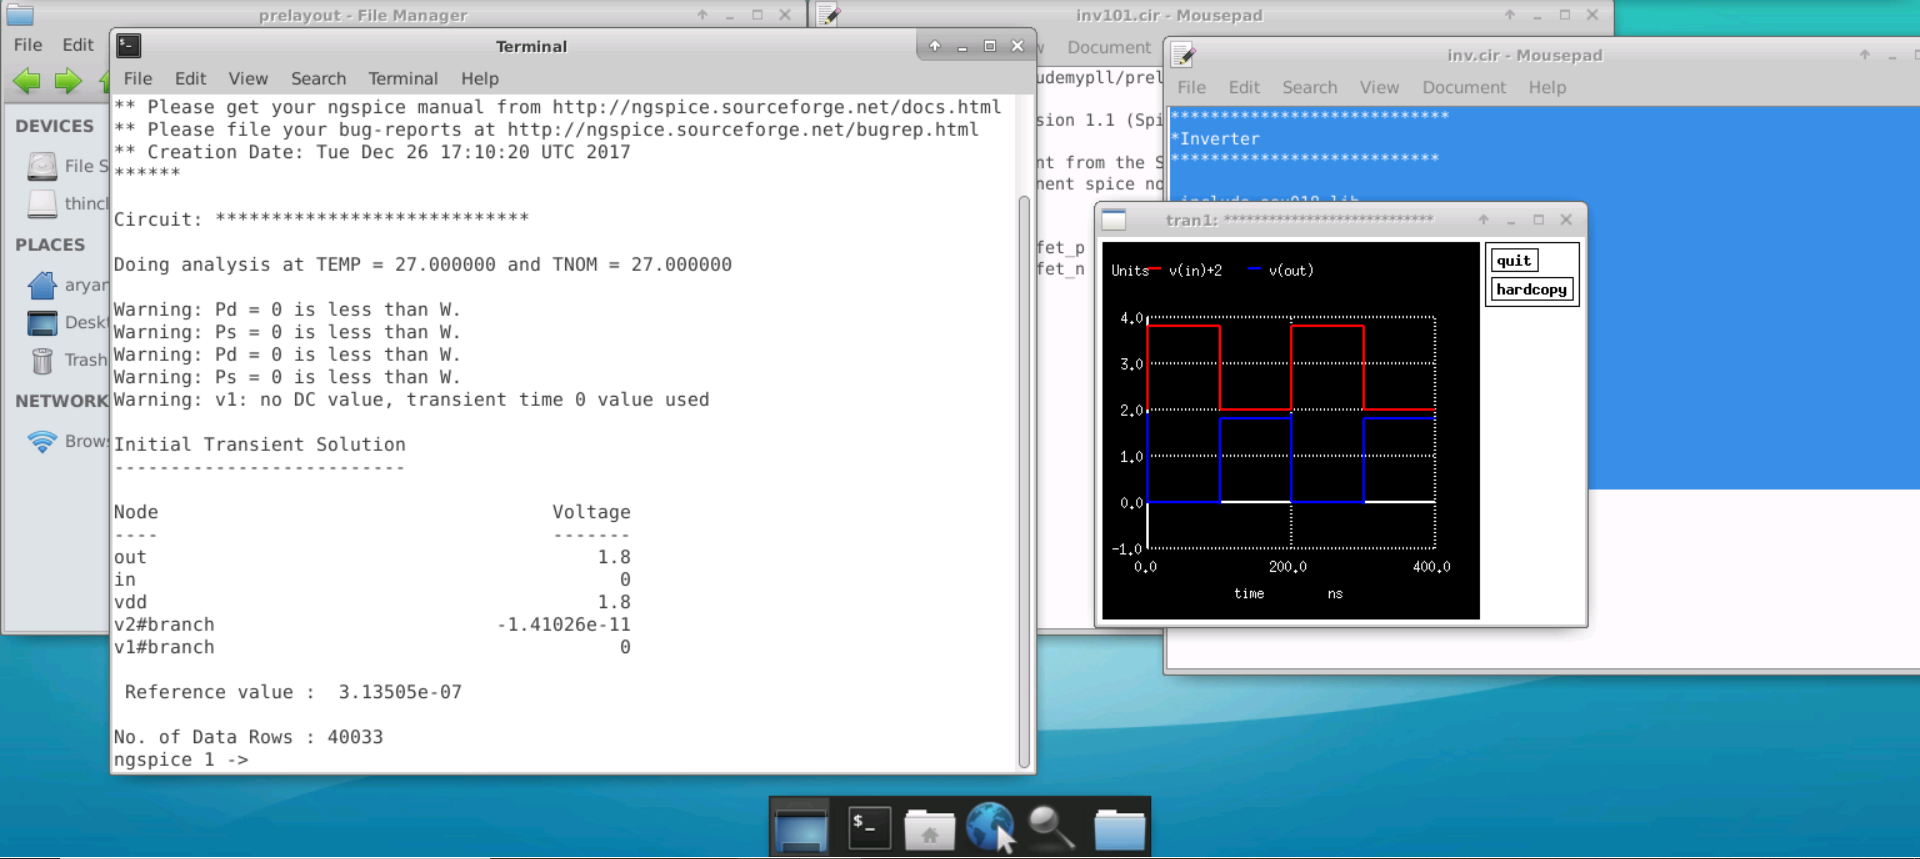 prelayout - File Manager
File Edit
DEVICES
File S
thincl
PLACES
aryar
Deskt
Trash
NETWORK
Brows
Terminal
File Edit View Search Terminal Help
** Please get your ngspice manual from http://ngspice.sourceforge.net/docs.html
** Please file your bug-reports at http://ngspice.sourceforge.net/bugrep.html
** Creation Date: Tue Dec 26 17:10:20 UTC 2017
******
Circuit: ****************************
Doing analysis at TEMP = 27.000000 and TNOM = 27.000000
Warning: Pd = 0 is less than W.
Warning: Ps = 0 is less than W.
Warning: Pd = 0 is less than W.
Warning: Ps = 0 is less than W.
Warning: v1: no DC value, transient time 0 value used
Initial Transient Solution
--------------------------
Node Voltage
---- -------
out 1.8
in 0
vdd 1.8
v2#branch -1.41026e-11
v1#branch 0
Reference value : 3.13505e-07
No. of Data Rows : 40033
ngspice 1 ->
inv101.cir - Mousepad
w Document
udemypll/prel
sion 1.1 (Spi
nt from the S
nent spice no
fet_p
fet_n
inv.cir - Mousepad
File Edit Search View Document Help
****************************
*Inverter
***************************
.include osu018.lib
tran1: ****************************
quit
hardcopy
Units v(in)+2 v(out)
4.0
3.0
2.0
1.0
0.0
-1.0
0.0 200.0 400.0
time ns
$_